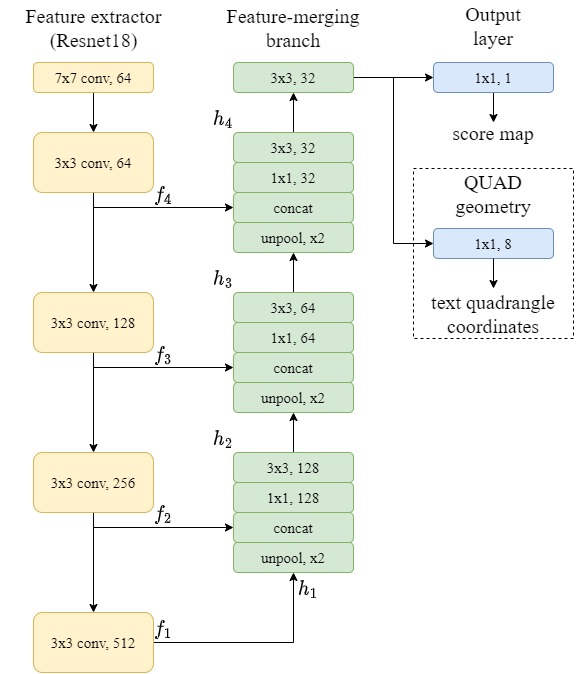 Feature extractor
(Resnet18)
7x7 conv, 64
3x3 conv, 64
f4
3x3 conv, 128
f3
3x3 conv, 256
f2
3x3 conv, 512
f1
Feature-merging
branch
3x3, 32
h4
3x3, 32
1x1, 32
concat
unpool, x2
h3
3x3, 64
1x1, 64
concat
unpool, x2
h2
3x3, 128
1x1, 128
concat
unpool, x2
h1
Output
layer
1x1, 1
score map
QUAD
geometry
1x1, 8
text quadrangle
coordinates